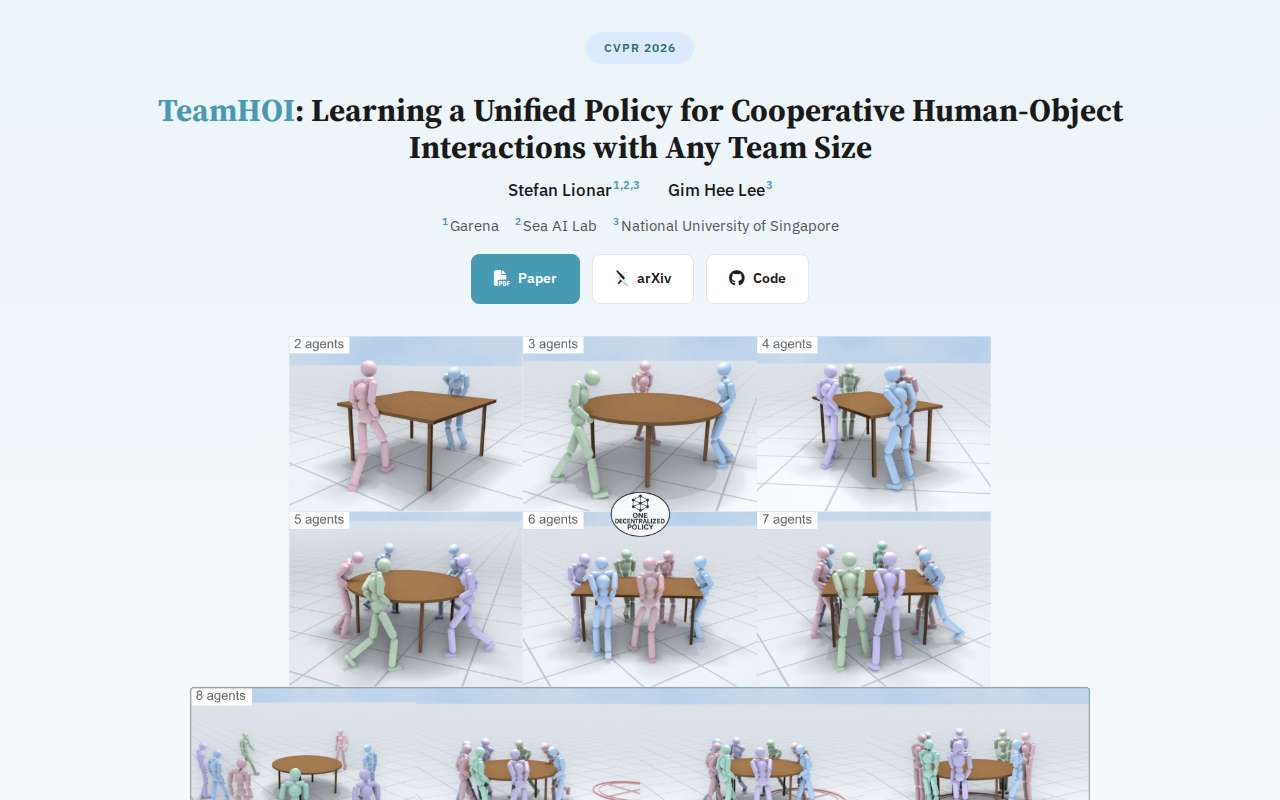 CVPR 2026
TeamHOI: Learning a Unified Policy for Cooperative Human-Object
Interactions with Any Team Size
Stefan Lionar1,2,3 Gim Hee Lee3
1Garena 2Sea AI Lab 3National University of Singapore
PDF Paper arXiv Code
2 agents 3 agents 4 agents
ONE
DECENTRALIZED
POLICY
5 agents 6 agents 7 agents
8 agents